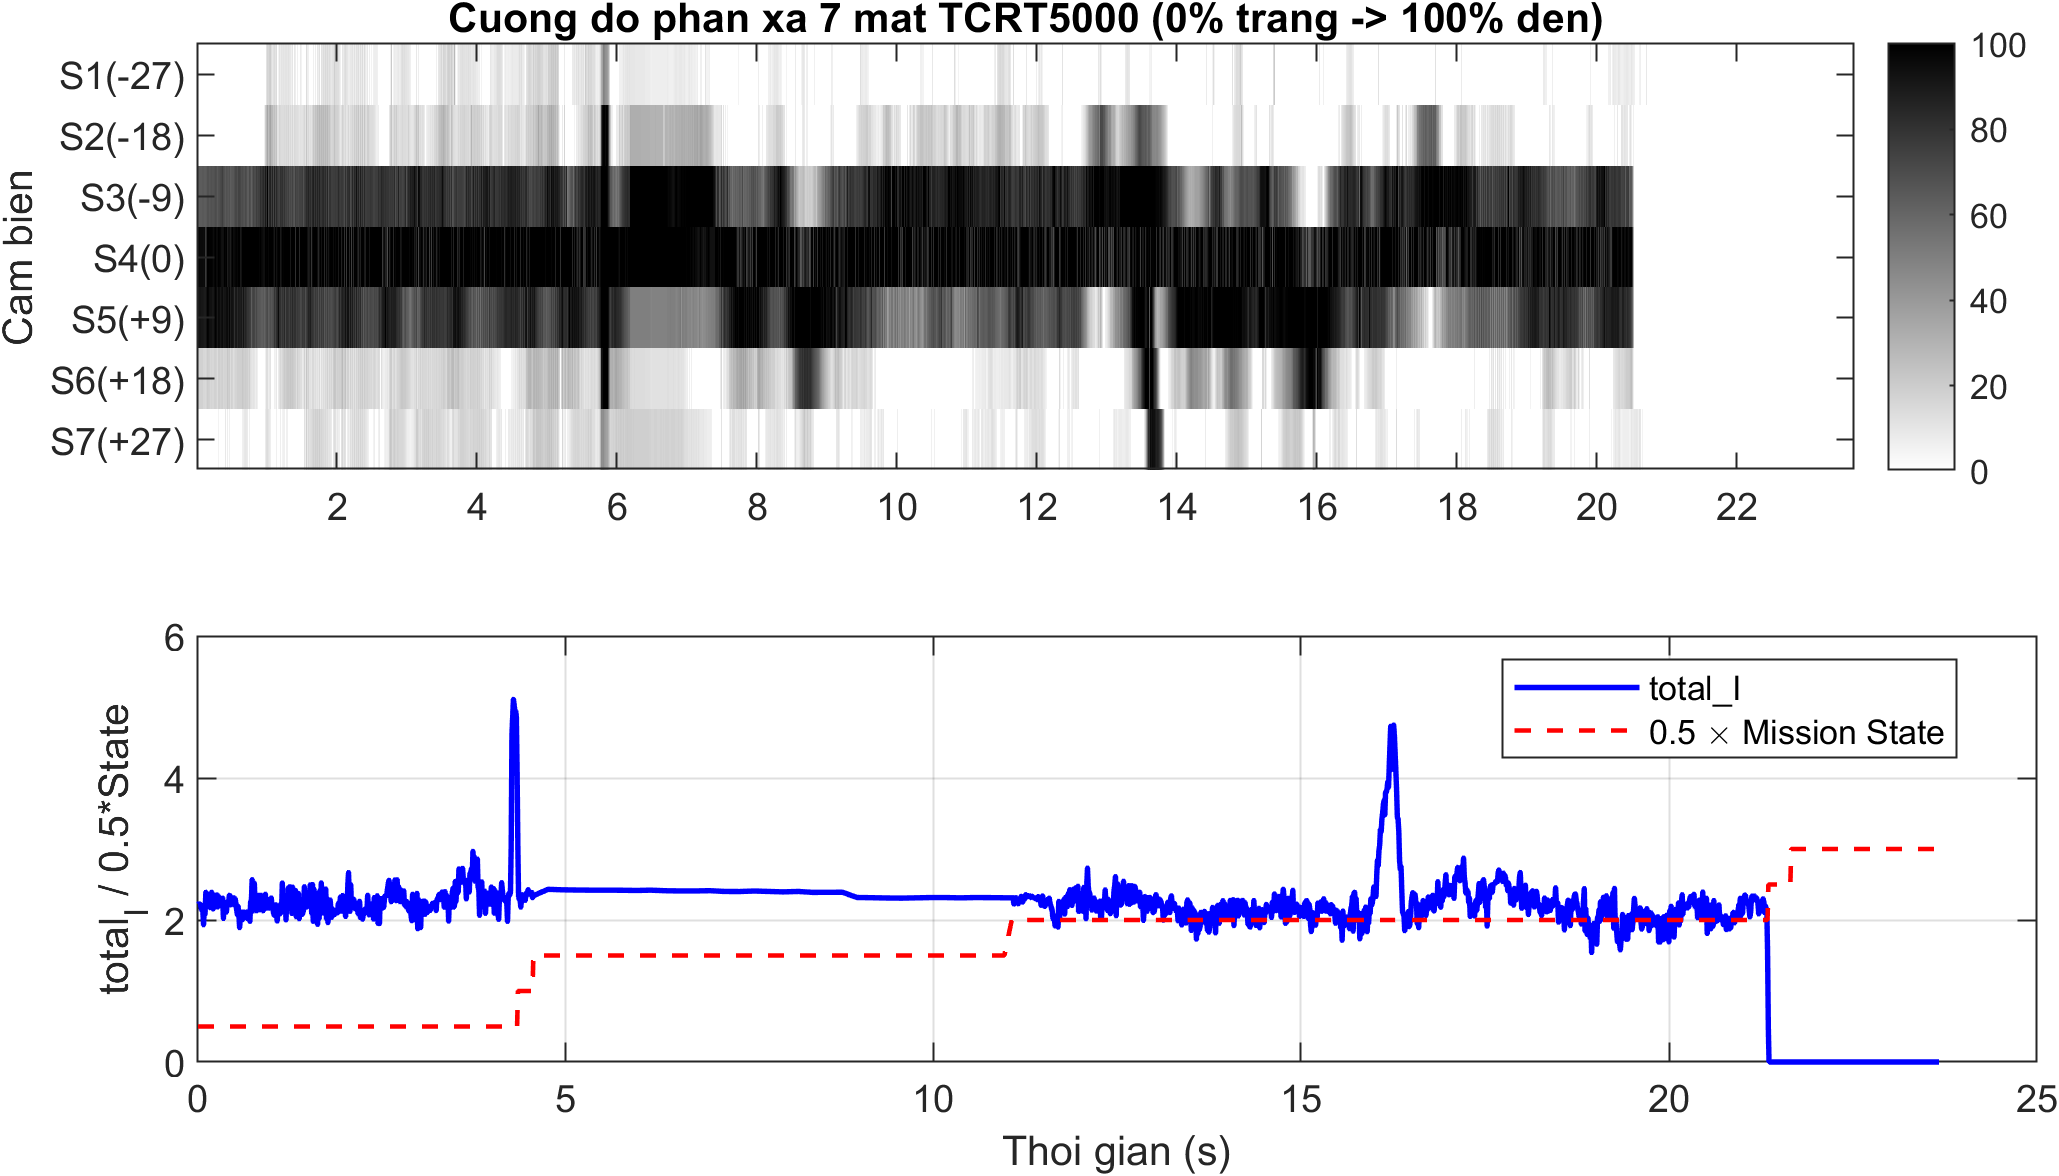 Cuong do phan xa 7 mat TCRT5000 (0% trang -> 100% den)
Cam bien
S1(-27)
S2(-18)
S3(-9)
S4(0)
S5(+9)
S6(+18)
S7(+27)
2 4 6 8 10 12 14 16 18 20 22
100
80
60
40
20
0
total_I / 0.5*State
6
4
2
0
total_I
0.5 × Mission State
0 5 10 15 20 25
Thoi gian (s)